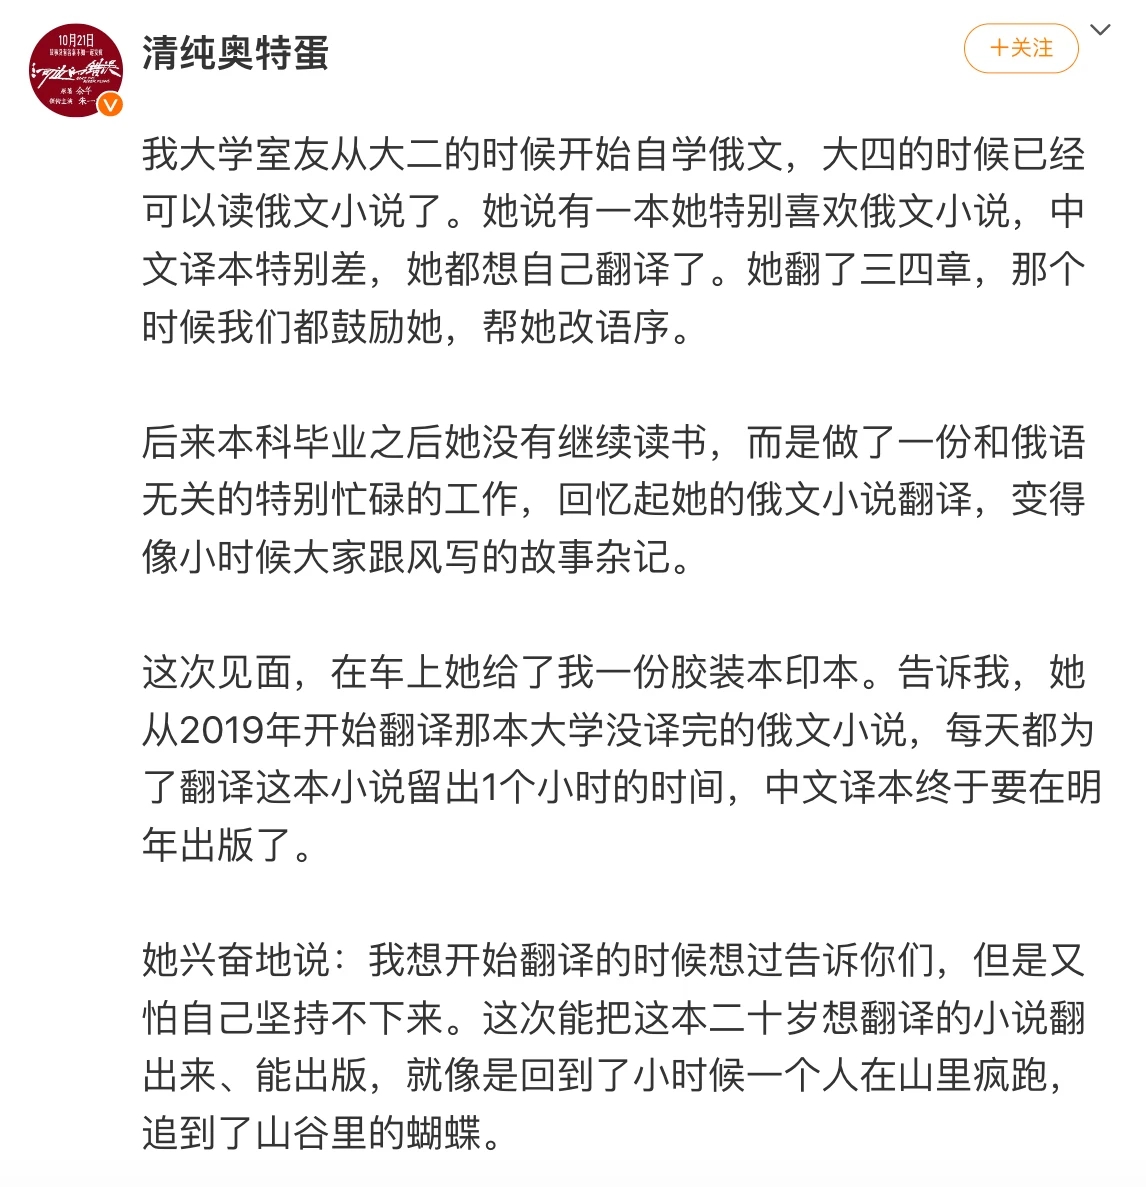 10月21日
河边的错误
原著 余华
清纯奥特蛋
+关注
我大学室友从大二的时候开始自学俄文，大四的时候已经
可以读俄文小说了。她说有一本她特别喜欢俄文小说，中
文译本特别差，她都想自己翻译了。她翻了三四章，那个
时候我们都鼓励她，帮她改语序。
后来本科毕业之后她没有继续读书，而是做了一份和俄语
无关的特别忙碌的工作，回忆起她的俄文小说翻译，变得
像小时候大家跟风写的故事杂记。
这次见面，在车上她给了我一份胶装本印本。告诉我，她
从2019年开始翻译那本大学没译完的俄文小说，每天都为
了翻译这本小说留出1个小时的时间，中文译本终于要在明
年出版了。
她兴奋地说：我想开始翻译的时候想过告诉你们，但是又
怕自己坚持不下来。这次能把这本二十岁想翻译的小说翻
出来、能出版，就像是回到了小时候一个人在山里疯跑，
追到了山谷里的蝴蝶。